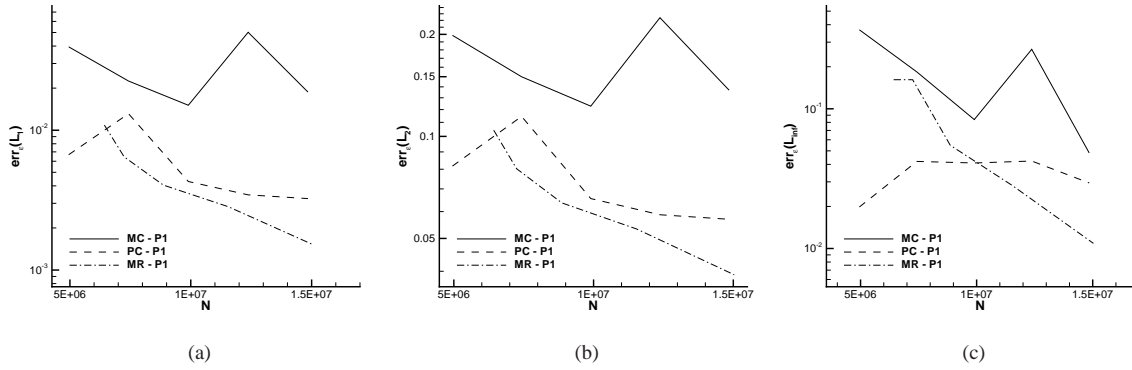 err_ε(L_1)
10^-2
10^-3
MC - P1
PC - P1
MR - P1
5E+06
1E+07
1.5E+07
N
(a)
err_ε(L_2)
0.2
0.15
0.1
0.05
MC - P1
PC - P1
MR - P1
5E+06
1E+07
1.5E+07
N
(b)
err_ε(L_inf)
10^-1
10^-2
MC - P1
PC - P1
MR - P1
5E+06
1E+07
1.5E+07
N
(c)